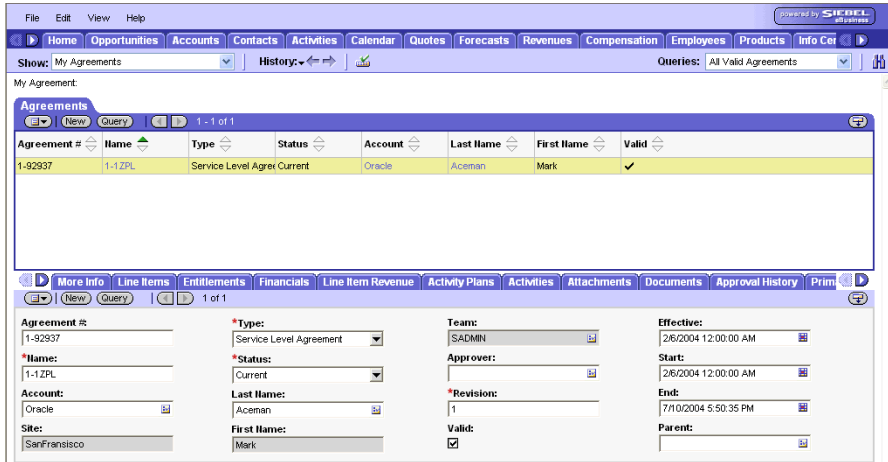 File Edit View Help powered by SIEBEL eBusiness
Home Opportunities Accounts Contacts Activities Calendar Quotes Forecasts Revenues Compensation Employees Products Info Cer
Show: My Agreements History: Queries: All Valid Agreements
My Agreement:
Agreements
New Query 1 - 1 of 1
Agreement # Name Type Status Account Last Name First Name Valid
1-92937 1-1ZPL Service Level Agree Current Oracle Aceman Mark
More Info Line Items Entitlements Financials Line Item Revenue Activity Plans Activities Attachments Documents Approval History Prim
New Query 1 of 1
Agreement #: *Type: Team: Effective:
1-92937 Service Level Agreement SADMIN 2/6/2004 12:00:00 AM
*Name: *Status: Approver: Start:
1-1ZPL Current 2/6/2004 12:00:00 AM
Account: Last Name: *Revision: End:
Oracle Aceman 1 7/10/2004 5:50:35 PM
Site: First Name: Valid: Parent:
SanFransisco Mark